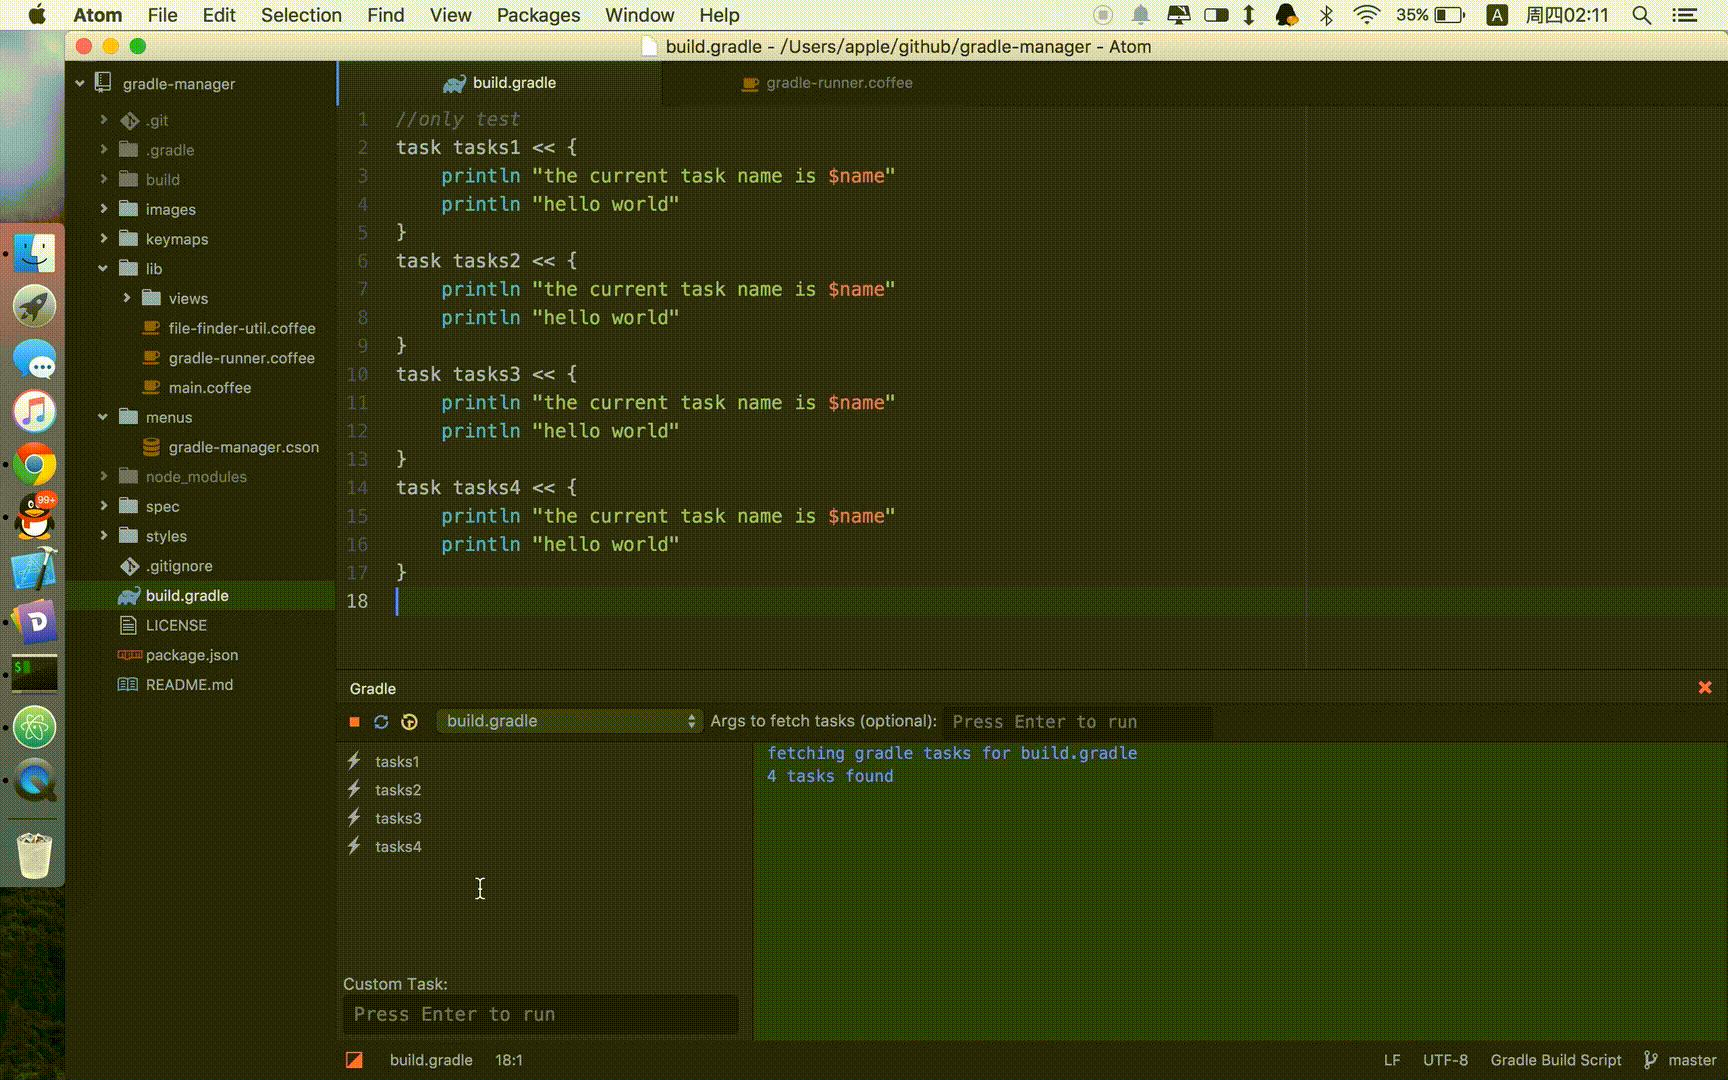 Atom File Edit Selection Find View Packages Window Help 35% A 周四02:11
build.gradle - /Users/apple/github/gradle-manager - Atom
gradle-manager
.git
.gradle
build
images
keymaps
lib
views
file-finder-util.coffee
gradle-runner.coffee
main.coffee
menus
gradle-manager.cson
node_modules
spec
styles
.gitignore
build.gradle
LICENSE
package.json
README.md
99+
D
$
build.gradle gradle-runner.coffee
1 //only test
2 task tasks1 << {
3 println "the current task name is $name"
4 println "hello world"
5 }
6 task tasks2 << {
7 println "the current task name is $name"
8 println "hello world"
9 }
10 task tasks3 << {
11 println "the current task name is $name"
12 println "hello world"
13 }
14 task tasks4 << {
15 println "the current task name is $name"
16 println "hello world"
17 }
18
Gradle
build.gradle Args to fetch tasks (optional): Press Enter to run
tasks1
tasks2
tasks3
tasks4
fetching gradle tasks for build.gradle
4 tasks found
Custom Task:
Press Enter to run
build.gradle 18:1 LF UTF-8 Gradle Build Script master